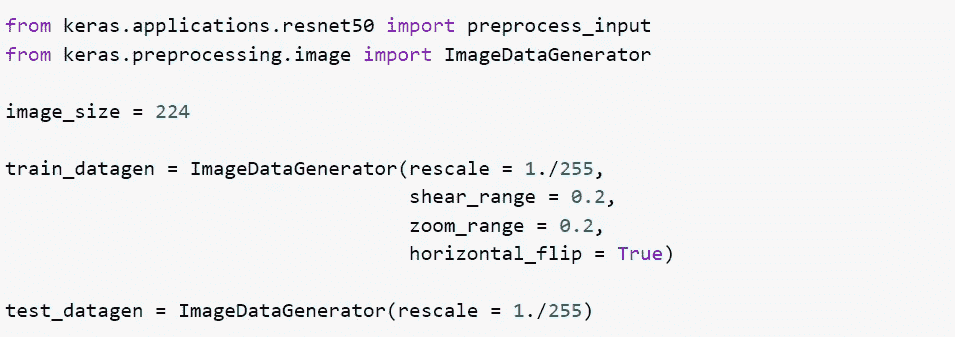 from keras.applications.resnet50 import preprocess_input
from keras.preprocessing.image import ImageDataGenerator
image_size = 224
train_datagen = ImageDataGenerator(rescale = 1./255,
shear_range = 0.2,
zoom_range = 0.2,
horizontal_flip = True)
test_datagen = ImageDataGenerator(rescale = 1./255)